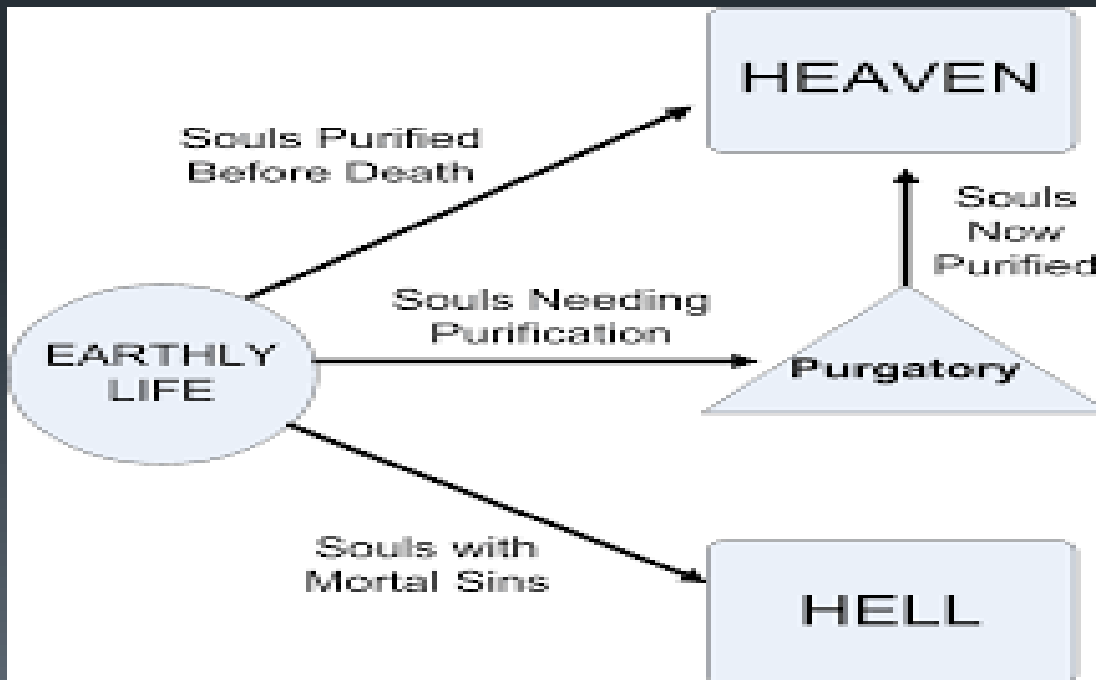 HEAVEN
Souls Purified
Before Death
Souls
Now
Purified
Souls Needing
Purification
EARTHLY
LIFE
Purgatory
Souls with
Mortal Sins
HELL